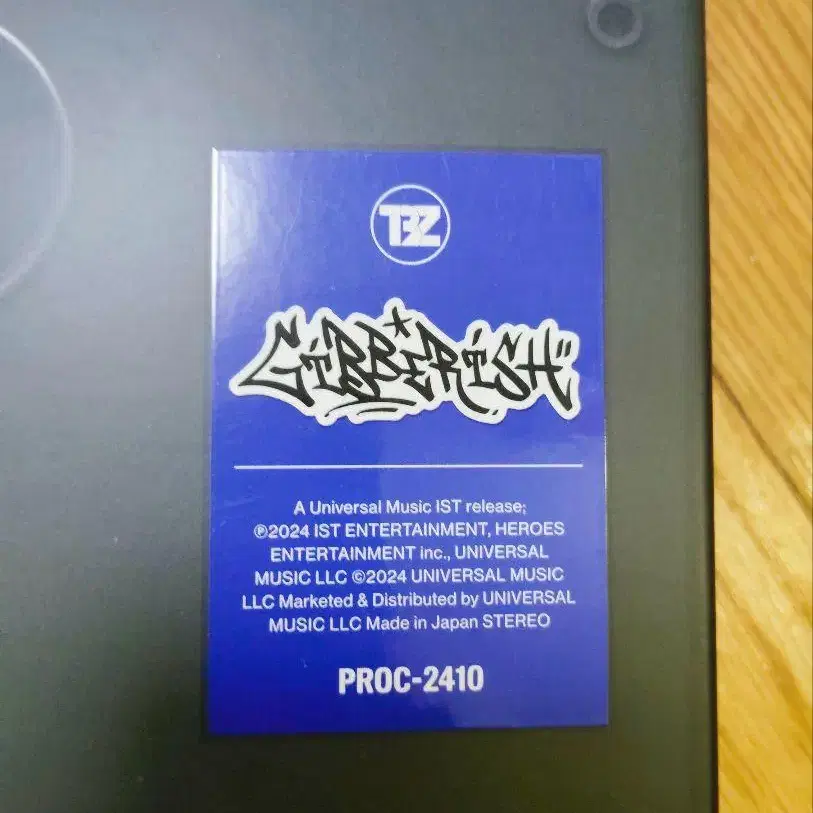 TBZ
GIBBERISH
A Universal Music IST release;
℗2024 IST ENTERTAINMENT, HEROES
ENTERTAINMENT inc., UNIVERSAL
MUSIC LLC ©2024 UNIVERSAL MUSIC
LLC Marketed & Distributed by UNIVERSAL
MUSIC LLC Made in Japan STEREO
PROC-2410